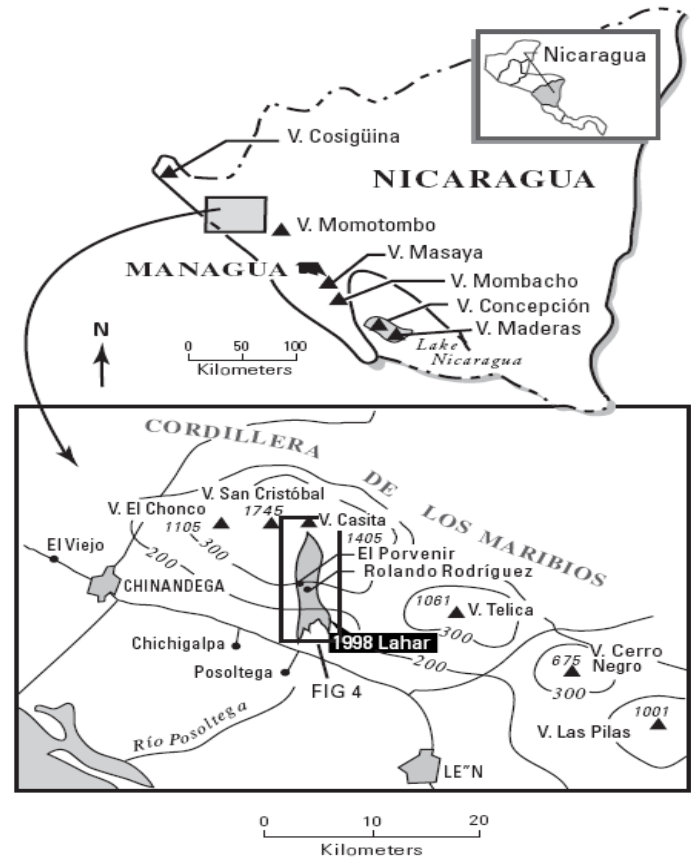 Nicaragua
V. Cosigüina
NICARAGUA
V. Momotombo
V. Masaya
MANAGUA
V. Mombacho
V. Concepción
V. Maderas
Lake
Nicaragua
N
0 50 100
Kilometers
CORDILLERA
DE
LOS MARIBIOS
V. San Cristóbal
V. El Chonco
1745
1105
V. Casita
1405
300
200
El Viejo
El Porvenir
Rolando Rodríguez
CHINANDEGA
1061
V. Telica
300
Chichigalpa
1998 Lahar
200
V. Cerro
Negro
675
300
Posoltega
FIG 4
1001
V. Las Pilas
Río Posoltega
LE"N
0 10 20
Kilometers